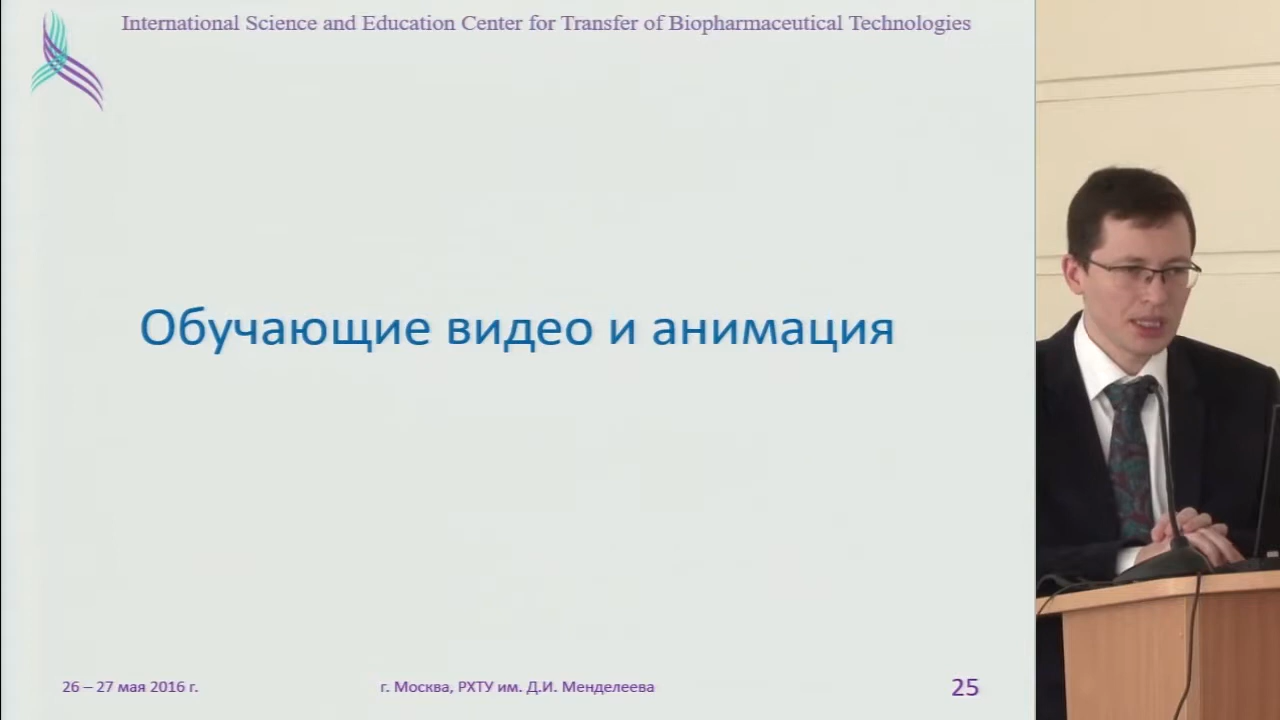 International Science and Education Center for Transfer of Biopharmaceutical Technologies
Обучающие видео и анимация
26 – 27 мая 2016 г.
г. Москва, РХТУ им. Д.И. Менделеева
25